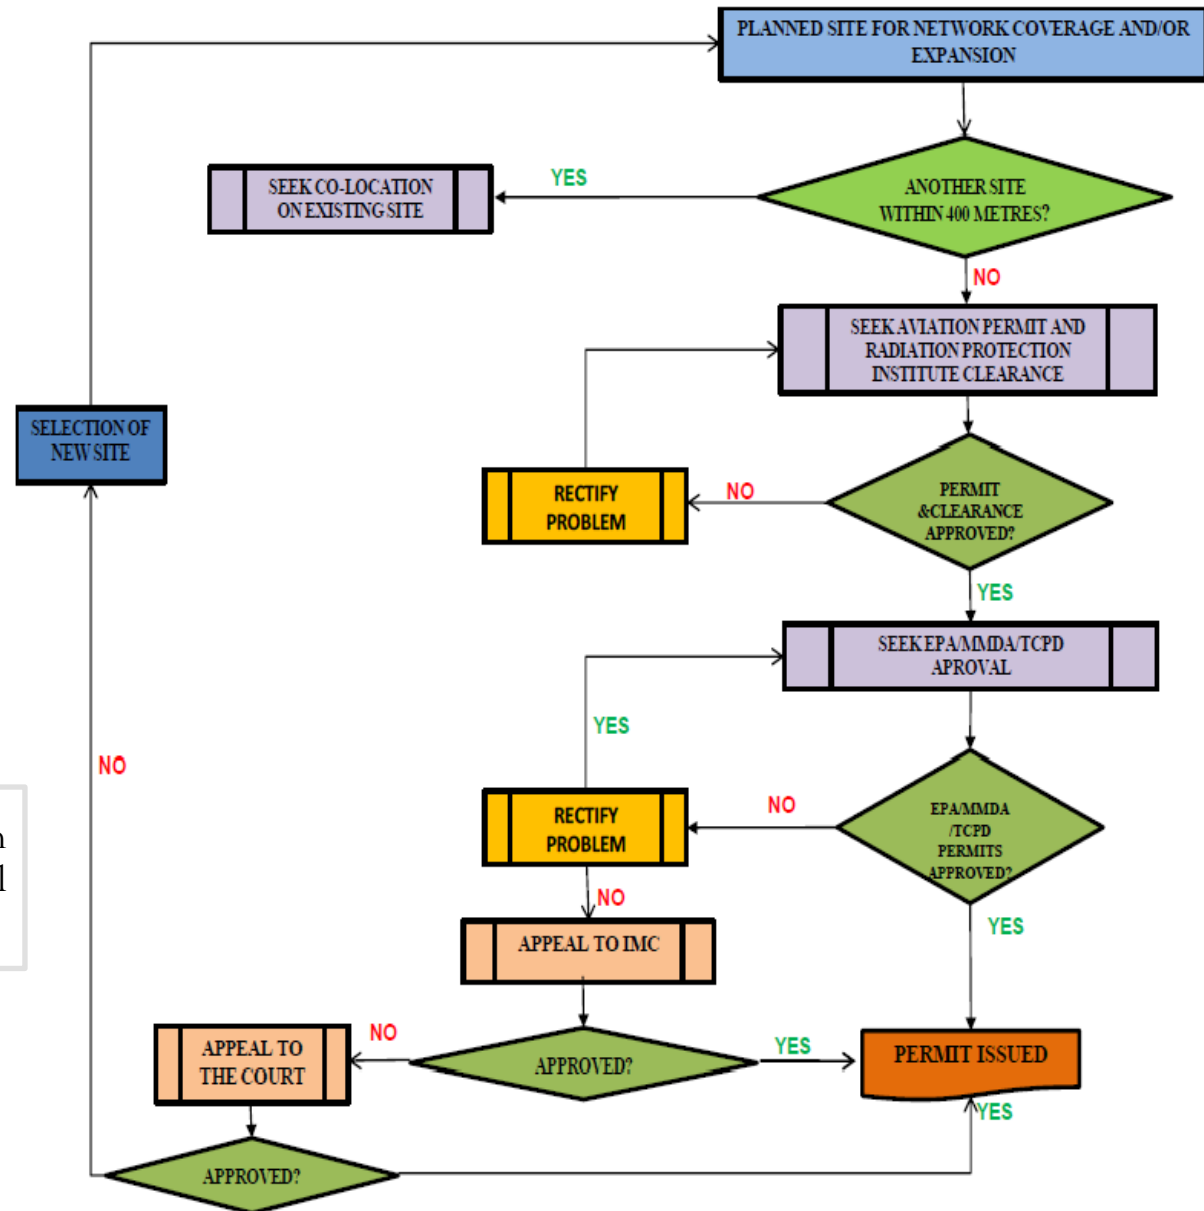 PLANNED SITE FOR NETWORK COVERAGE AND/OR
EXPANSION
YES
SEEK CO-LOCATION
ON EXISTING SITE
ANOTHER SITE
WITHIN 400 METRES?
NO
SEEK AVIATION PERMIT AND
RADIATION PROTECTION
INSTITUTE CLEARANCE
SELECTION OF
NEW SITE
RECTIFY
PROBLEM
NO
PERMIT
&CLEARANCE
APPROVED?
YES
SEEK EPA/MMDA/TCPD
APROVAL
YES
NO
RECTIFY
PROBLEM
NO
EPA/MMDA
/TCPD
PERMITS
APPROVED?
NO
YES
APPEAL TO IMC
NO
APPEAL TO
THE COURT
APPROVED?
YES
PERMIT ISSUED
YES
APPROVED?